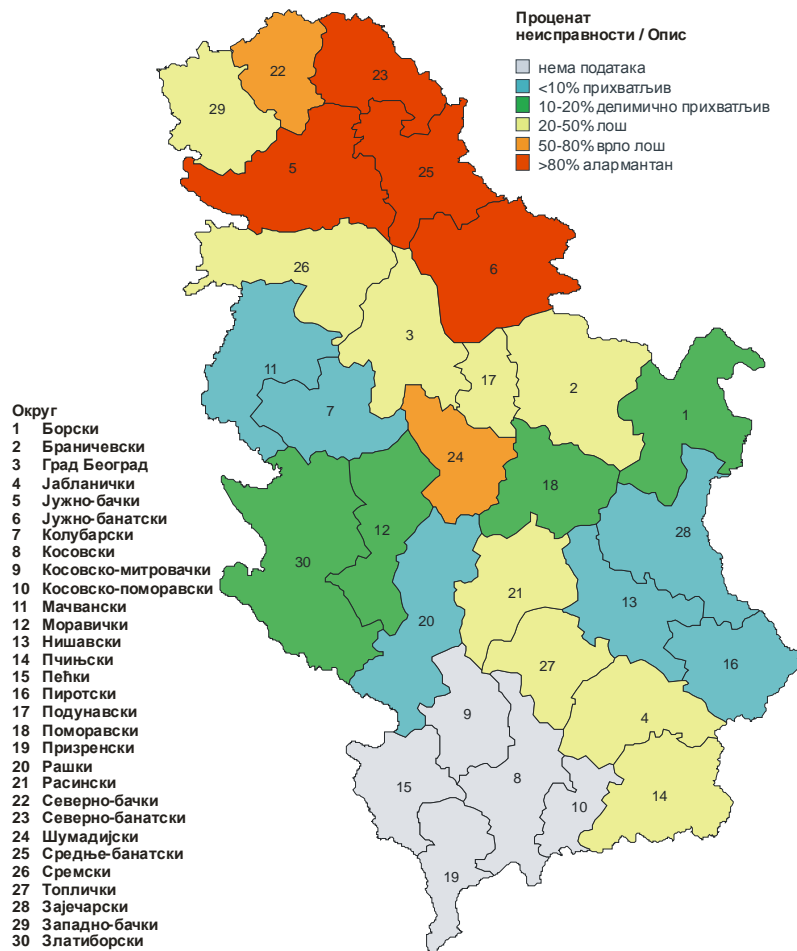 Проценат
неисправности / Опис
нема података
<10% прихватљив
10-20% делимично прихватљив
20-50% лош
50-80% врло лош
>80% алармантан
22
23
29
5
25
6
26
3
11
17
2
7
1
24
18
12
28
30
21
13
20
16
27
9
4
8
15
10
14
19
Округ
1 Борски
2 Браничевски
3 Град Београд
4 Јабланички
5 Јужно-бачки
6 Јужно-банатски
7 Колубарски
8 Косовски
9 Косовско-митровачки
10 Косовско-поморавски
11 Мачвански
12 Моравички
13 Нишавски
14 Пчињски
15 Пећки
16 Пиротски
17 Подунавски
18 Поморавски
19 Призренски
20 Рашки
21 Расински
22 Северно-бачки
23 Северно-банатски
24 Шумадијски
25 Средње-банатски
26 Сремски
27 Топлички
28 Зајечарски
29 Западно-бачки
30 Златиборски